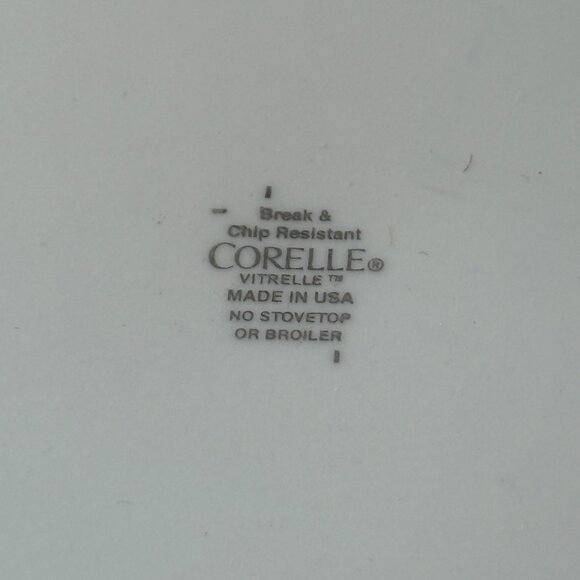 Break &
Chip Resistant
CORELLE®
VITRELLE™
MADE IN USA
NO STOVETOP
OR BROILER